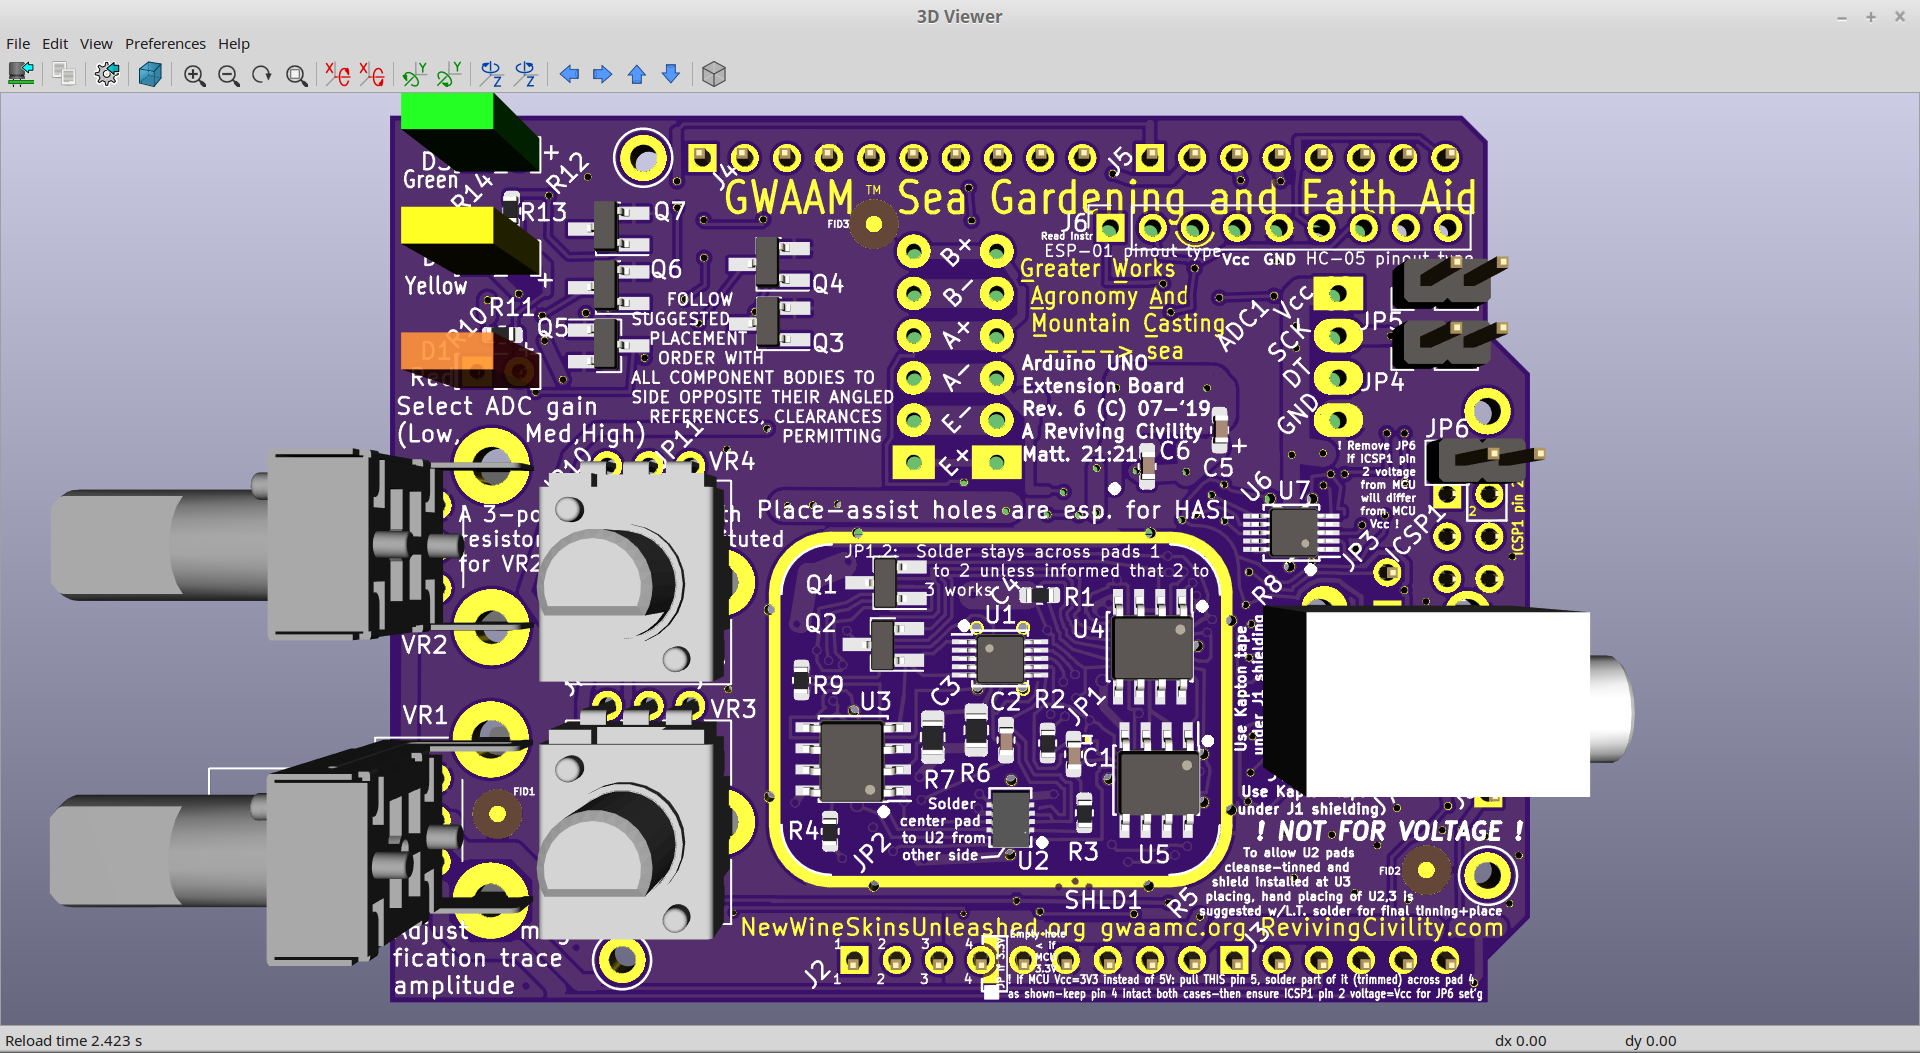 3D Viewer
File Edit View Preferences Help
D3
Green
R14
R12
R13
Q7
J4
J5
GWAAM ™ Sea Gardening and Faith Aid
FID3
J6
Read Instr
ESP-01 pinout type
Vcc GND HC-05 pinout type
Yellow
Q6
Q4
R11
R10
Q5
Q3
FOLLOW
SUGGESTED
PLACEMENT
ORDER WITH
ALL COMPONENT BODIES TO
SIDE OPPOSITE THEIR ANGLED
REFERENCES, CLEARANCES
PERMITTING
D1
Red
B+
B-
A+
A-
E-
E+
Greater Works
Agronomy And
Mountain Casting
----> sea
Arduino UNO
Extension Board
Rev. 6 (C) 07-'19
A Reviving Civility
Matt. 21:21
ADC1
Vcc
SCK
DT
GND
JP5
JP4
JP6
C6
C5
+
! Remove JP6
if ICSP1 pin
2 voltage
from MCU
will differ
from MCU
Vcc !
2
ICSP1 pin 2
ICSP1
JP3
Select ADC gain
(Low, Med,High)
JP11
VR4
A 3-po
resisto
for VR2
tuted
VR2
VR1
VR3
Place-assist holes are esp. for HASL
U6
U7
R8
JP1,2: Solder stays across pads 1
to 2 unless informed that 2 to
3 works
Q1
Q2
C4
R1
U1
U4
R9
U3
C3
C2
R2
JP1
C1
R7
R6
R4
JP2
Solder
center pad
to U2 from
other side
U2
R3
U5
SHLD1
R5
Use Kapton tape
under J1 shielding
Use Kap
under J1 shielding)
! NOT FOR VOLTAGE !
To allow U2 pads
cleanse-tinned and
shield installed at U3
placing, hand placing of U2,3 is
suggested w/L.T. solder for final tinning+place
FID1
FID2
Adjust
fication trace
amplitude
NewWineSkinsUnleashed.org gwaamc.org RevivingCivility.com
J2
J3
1 2 3 4
1 2 3 4
Empty hole
< if
MCU
3.3V
! If MCU Vcc=3V3 instead of 5V: pull THIS pin 5, solder part of it (trimmed) across pad 4
as shown-keep pin 4 intact both cases-then ensure ICSP1 pin 2 voltage=Vcc for JP6 set'g
Reload time 2.423 s
dx 0.00
dy 0.00